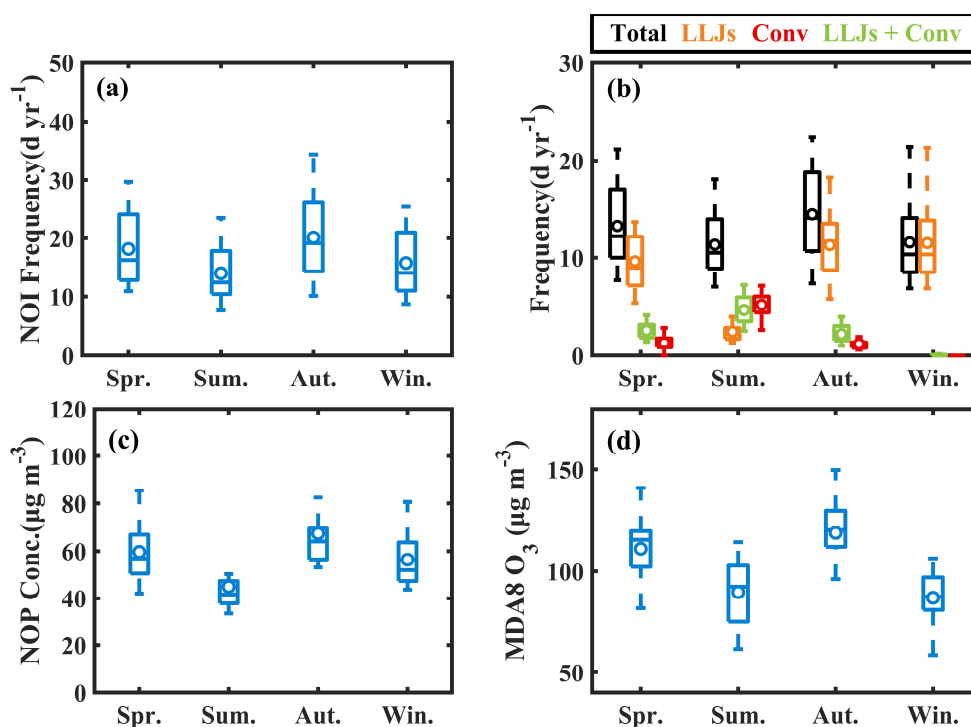 Total LLJs Conv LLJs + Conv
(a)
NOI Frequency(d yr⁻¹)
50
40
30
20
10
0
Spr. Sum. Aut. Win.
(b)
Frequency(d yr⁻¹)
30
20
10
0
Spr. Sum. Aut. Win.
(c)
NOP Conc.(µg m⁻³)
120
100
80
60
40
20
0
Spr. Sum. Aut. Win.
(d)
MDA8 O₃ (µg m⁻³)
150
100
50
Spr. Sum. Aut. Win.